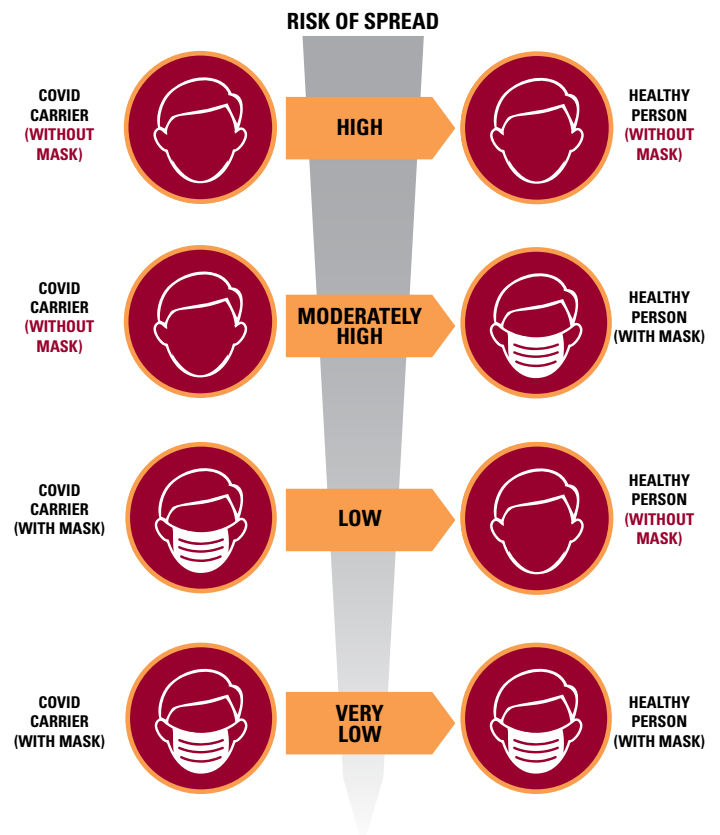 RISK OF SPREAD
COVID
CARRIER
(WITHOUT
MASK)
HIGH
HEALTHY
PERSON
(WITHOUT
MASK)
COVID
CARRIER
(WITHOUT
MASK)
MODERATELY
HIGH
HEALTHY
PERSON
(WITH MASK)
COVID
CARRIER
(WITH MASK)
LOW
HEALTHY
PERSON
(WITHOUT
MASK)
COVID
CARRIER
(WITH MASK)
VERY
LOW
HEALTHY
PERSON
(WITH MASK)